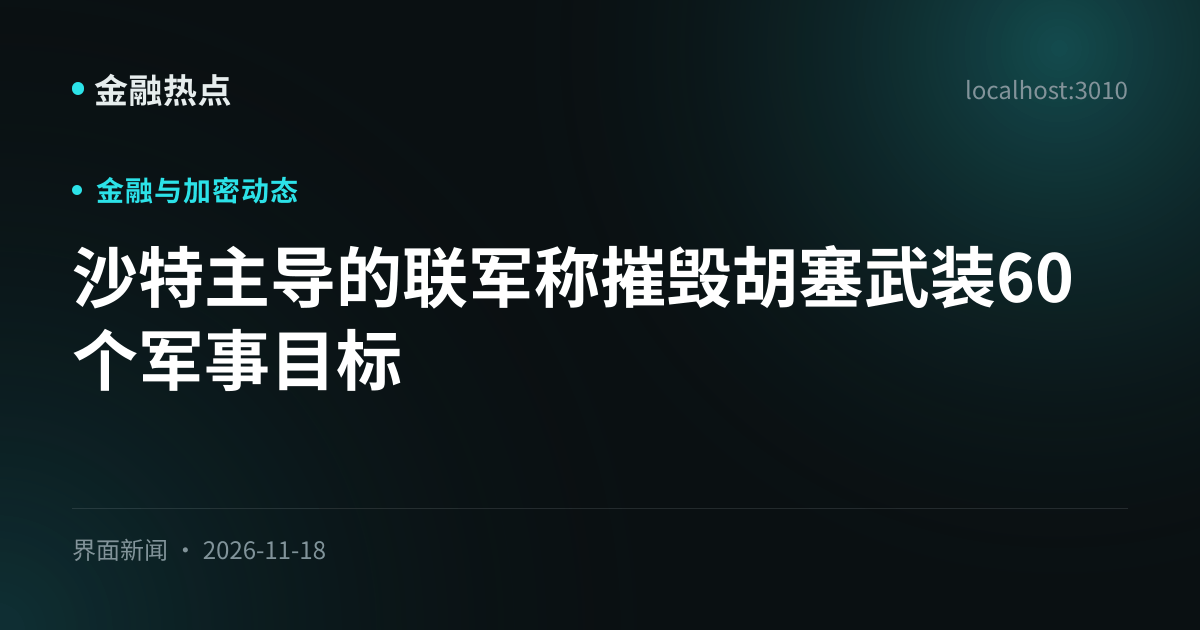 金融热点
localhost:3010
金融与加密动态
沙特主导的联军称摧毁胡塞武装60
个军事目标
界面新闻 · 2026-11-18